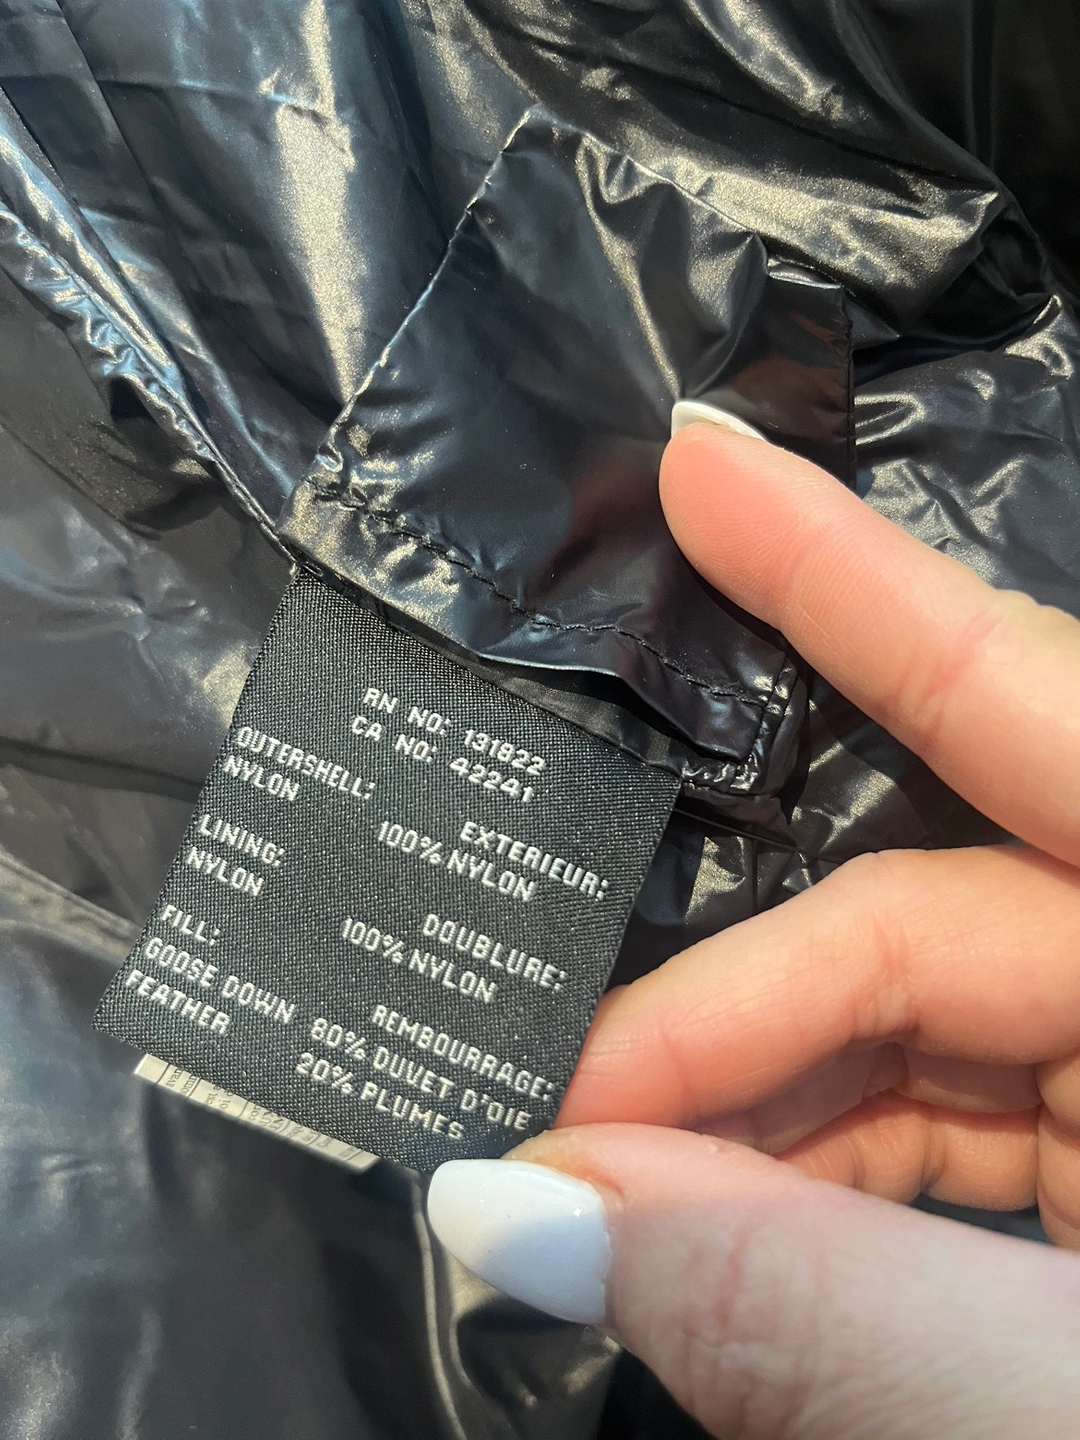 RN NO: 131822
CA NO: 42241
OUTERSHELL: EXTERIEUR:
NYLON 100% NYLON
LINING: DOUBLURE:
NYLON 100% NYLON
FILL: REMBOURRAGE:
GOOSE DOWN 80% DUVET D'OIE
FEATHER 20% PLUMES